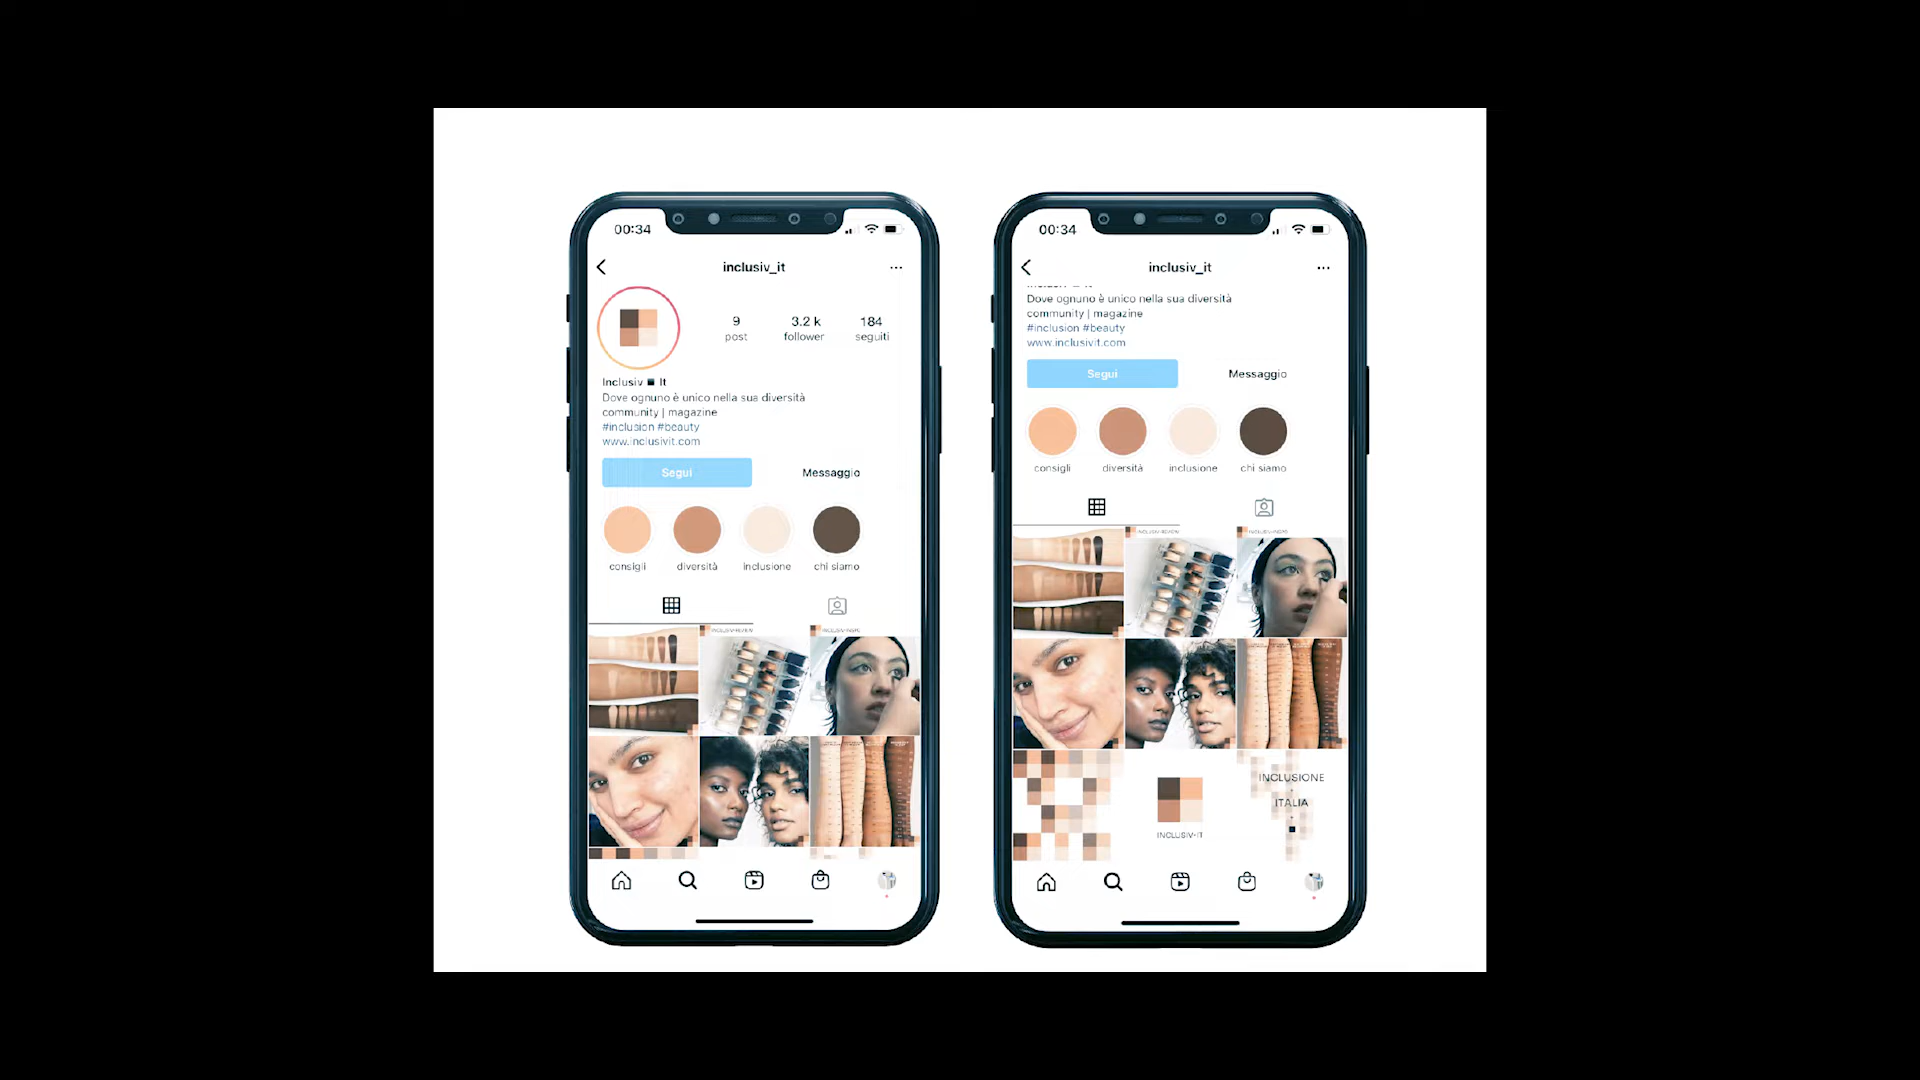 00:34
inclusiv_it
9
3.2 k
184
post
follower
seguiti
Inclusiv It
Dove ognuno è unico nella sua diversità
community | magazine
#inclusion #beauty
www.inclusivit.com
Segui
Messaggio
consigli
diversità
inclusione
chi siamo
00:34
inclusiv_it
Dove ognuno è unico nella sua diversità
community | magazine
#inclusion #beauty
www.inclusivit.com
Segui
Messaggio
consigli
diversità
inclusione
chi siamo
INCLUSIV•IT
INCLUSIONE
ITALIA